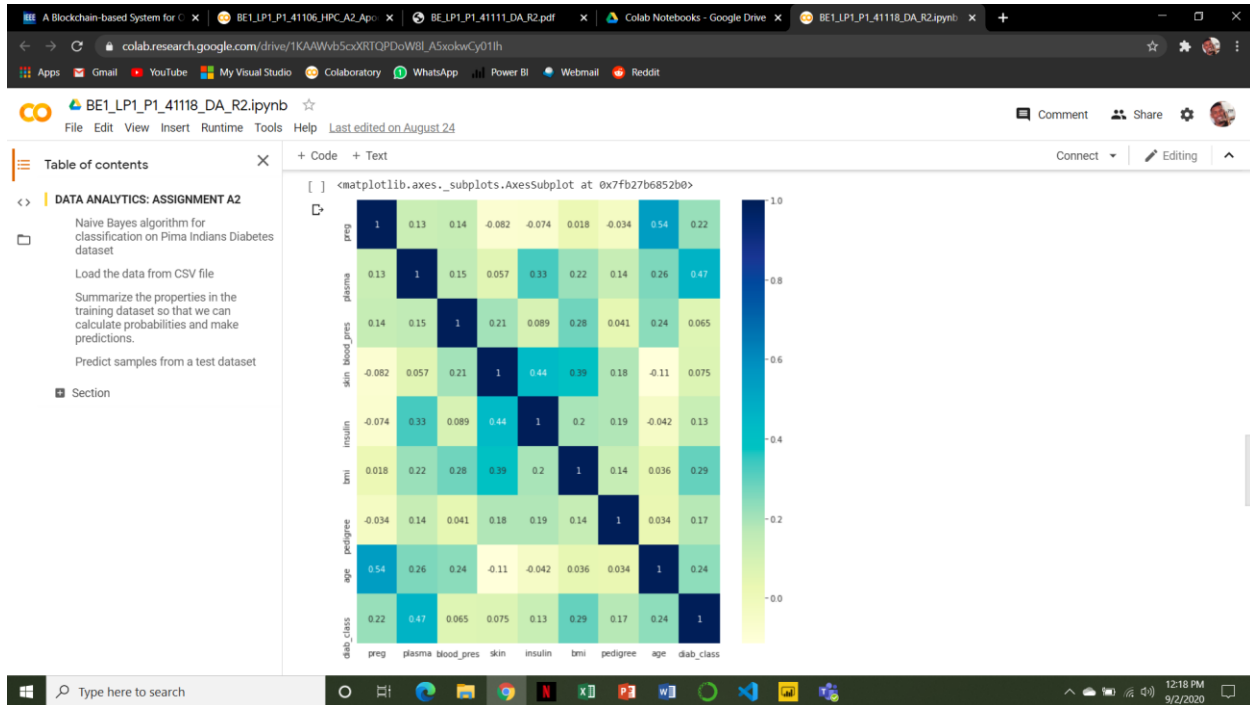 A Blockchain-based System for O
BE1_LP1_P1_41106_HPC_A2_Apo
BE_LP1_P1_41111_DA_R2.pdf
Colab Notebooks - Google Drive
BE1_LP1_P1_41118_DA_R2.ipynb
colab.research.google.com/drive/1KAAWvb5cxXRTQPDoW8l_A5xokwCy01lh
Apps Gmail YouTube My Visual Studio Colaboratory WhatsApp Power BI Webmail Reddit
CO BE1_LP1_P1_41118_DA_R2.ipynb
Comment Share
File Edit View Insert Runtime Tools Help Last edited on August 24
Table of contents
+ Code + Text
Connect Editing
DATA ANALYTICS: ASSIGNMENT A2
Naive Bayes algorithm for
classification on Pima Indians Diabetes
dataset
Load the data from CSV file
Summarize the properties in the
training dataset so that we can
calculate probabilities and make
predictions.
Predict samples from a test dataset
Section
[ ] <matplotlib.axes._subplots.AxesSubplot at 0x7fb27b6852b0>
preg 1 0.13 0.14 -0.082 -0.074 0.018 -0.034 0.54 0.22
plasma 0.13 1 0.15 0.057 0.33 0.22 0.14 0.26 0.47
blood_pres 0.14 0.15 1 0.21 0.089 0.28 0.041 0.24 0.065
skin -0.082 0.057 0.21 1 0.44 0.39 0.18 -0.11 0.075
insulin -0.074 0.33 0.089 0.44 1 0.2 0.19 -0.042 0.13
bmi 0.018 0.22 0.28 0.39 0.2 1 0.14 0.036 0.29
pedigree -0.034 0.14 0.041 0.18 0.19 0.14 1 0.034 0.17
age 0.54 0.26 0.24 -0.11 -0.042 0.036 0.034 1 0.24
diab_class 0.22 0.47 0.065 0.075 0.13 0.29 0.17 0.24 1
preg plasma blood_pres skin insulin bmi pedigree age diab_class
1.0
0.8
0.6
0.4
0.2
0.0
Type here to search
12:18 PM
9/2/2020